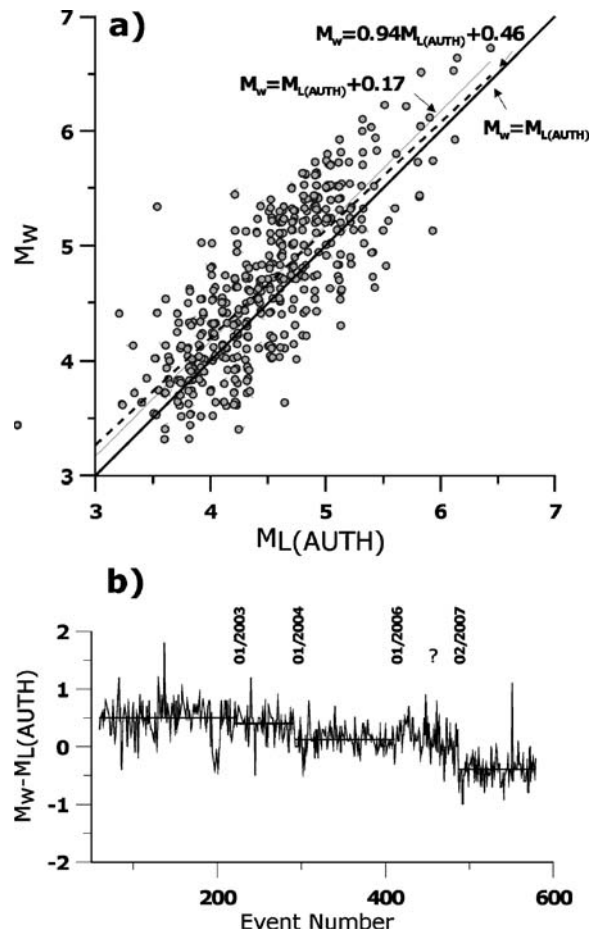 a)
7
6
5
4
3
Mw
Mw=0.94ML(AUTH)+0.46
Mw=ML(AUTH)+0.17
Mw=ML(AUTH)
3 4 5 6 7
ML(AUTH)
b)
01/2003 01/2004 01/2006 ? 02/2007
2
1
0
-1
-2
Mw-ML(AUTH)
200 400 600
Event Number